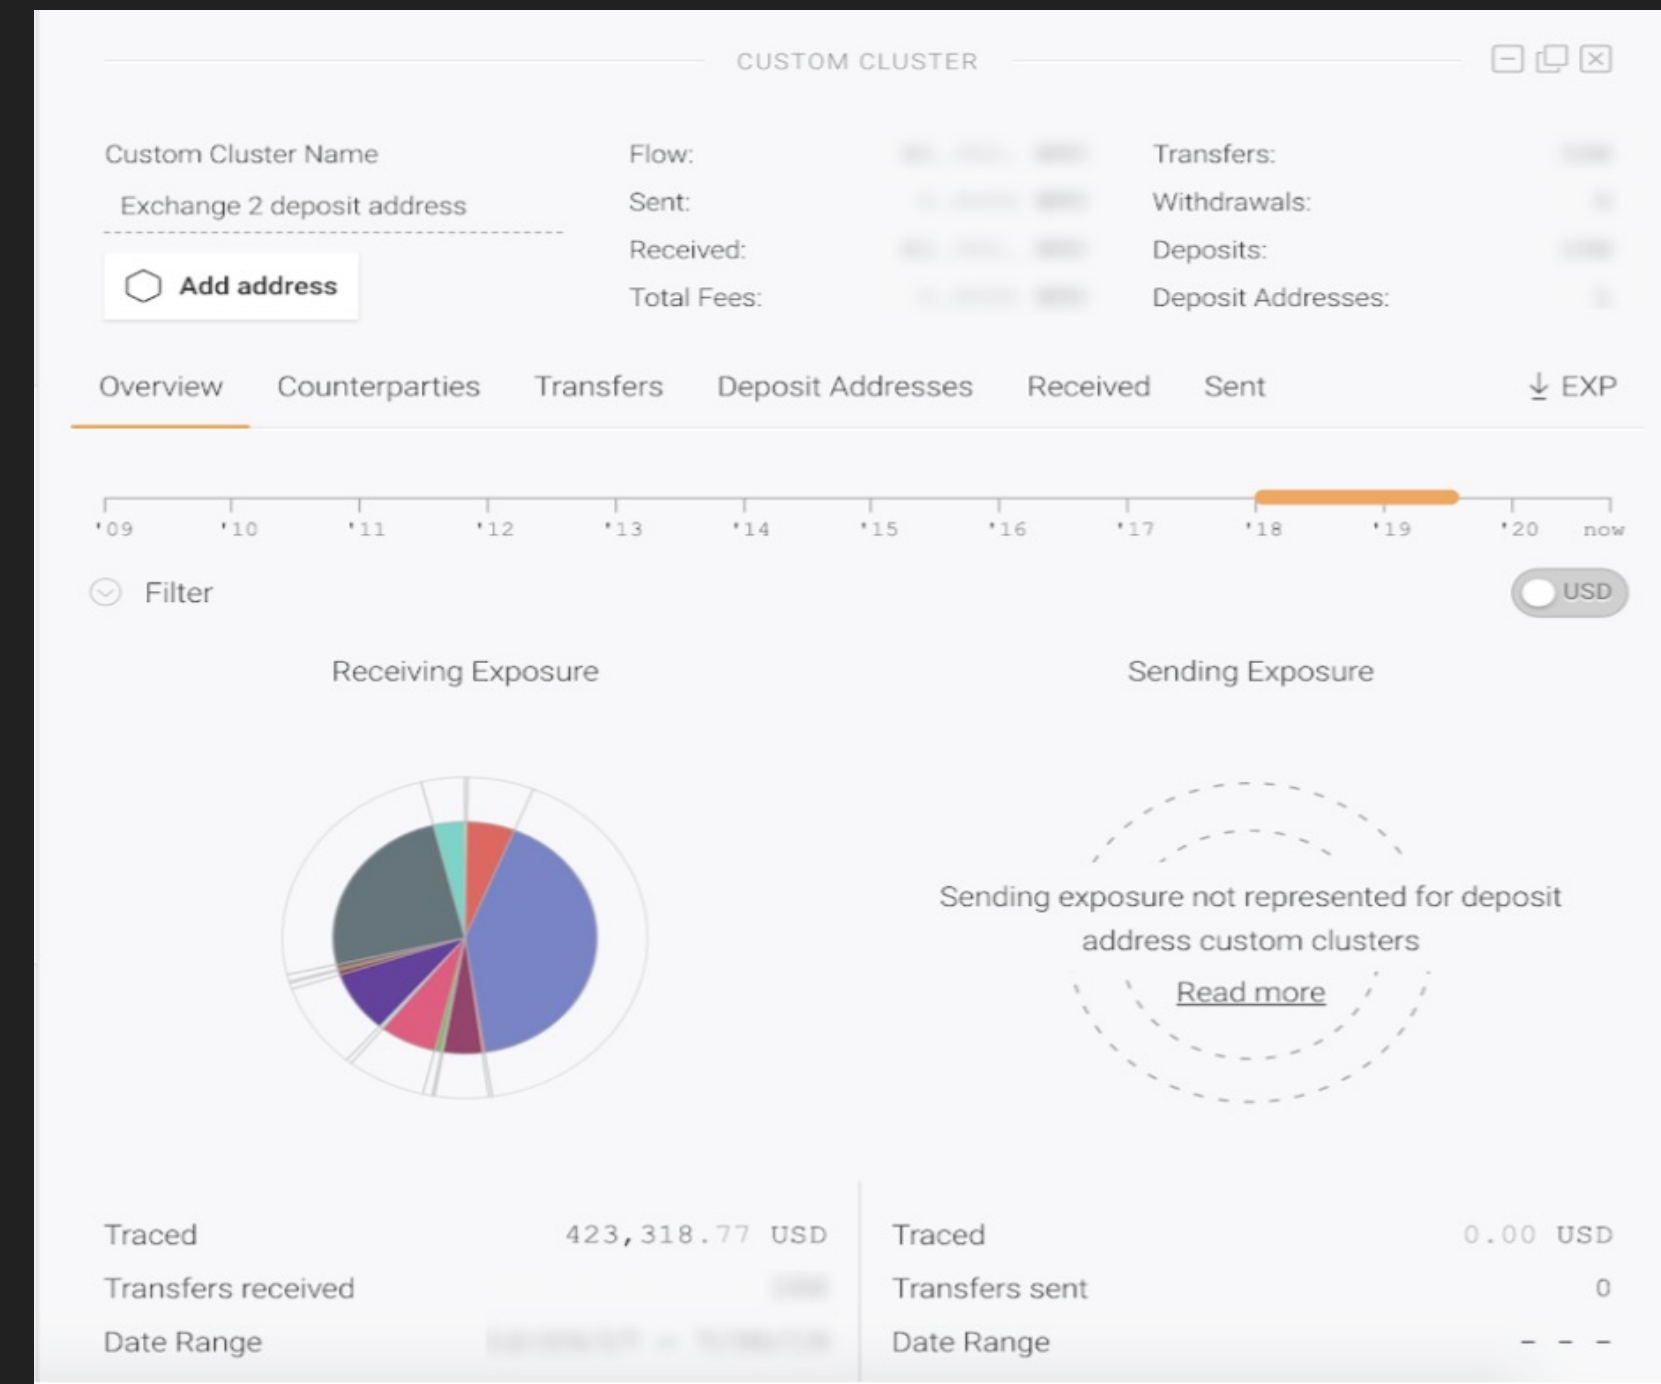 CUSTOM CLUSTER
Custom Cluster Name
Exchange 2 deposit address
Add address
Flow:
Sent:
Received:
Total Fees:
Transfers:
Withdrawals:
Deposits:
Deposit Addresses:
Overview Counterparties Transfers Deposit Addresses Received Sent EXP
'09 '10 '11 '12 '13 '14 '15 '16 '17 '18 '19 '20 now
Filter
USD
Receiving Exposure
Sending Exposure
Sending exposure not represented for deposit
address custom clusters
Read more
Traced 423,318.77 USD
Transfers received
Date Range
Traced 0.00 USD
Transfers sent 0
Date Range - - -